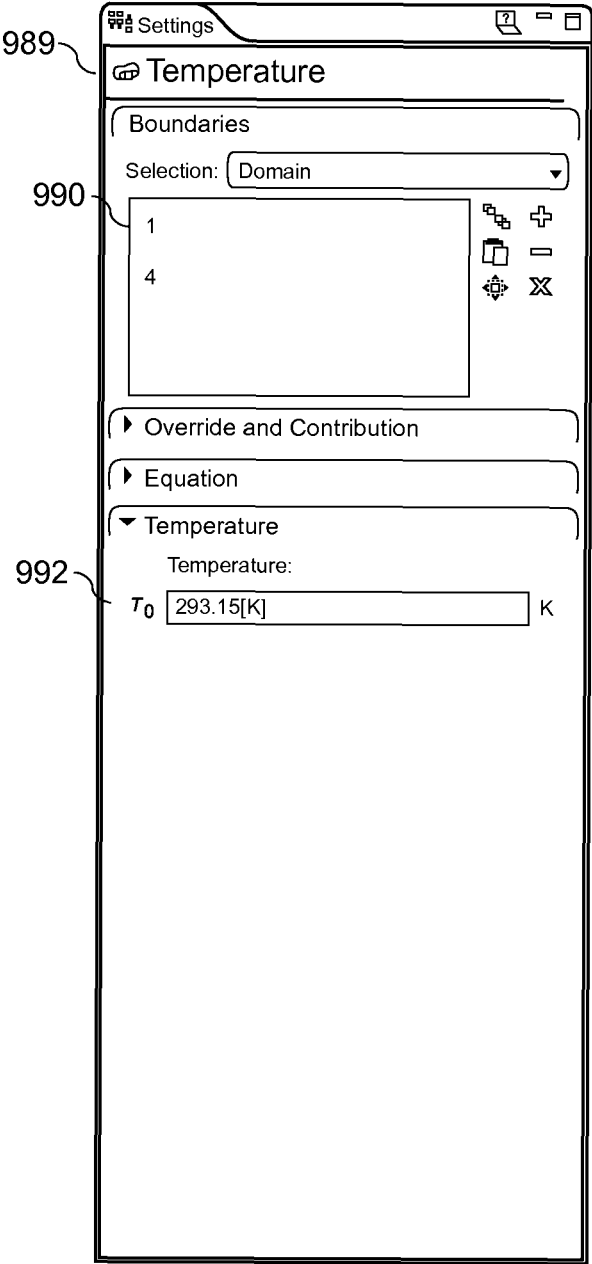 Settings
?
989
Temperature
Boundaries
Selection: Domain
990
1
4
Override and Contribution
Equation
Temperature
Temperature:
992
T0 293.15[K] K